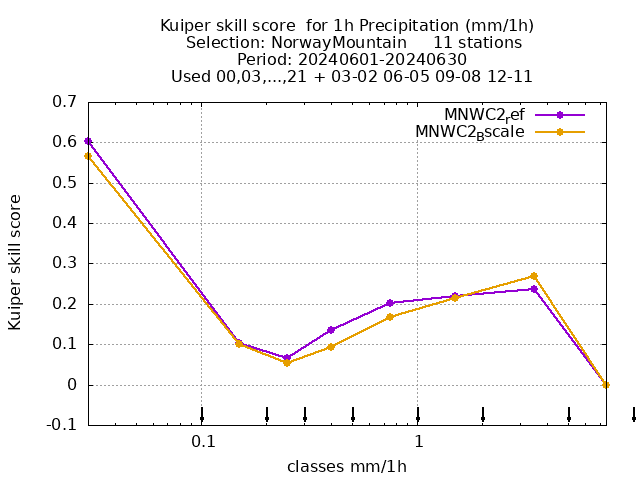 Kuiper skill score  for 1h Precipitation (mm/1h)
Selection: NorwayMountain     11 stations
Period: 20240601-20240630
Used 00,03,...,21 + 03-02 06-05 09-08 12-11
MNWC2ref
MNWC2Bscale
0.7
0.6
0.5
0.4
0.3
0.2
0.1
0
-0.1
Kuiper skill score
0.1
1
classes mm/1h